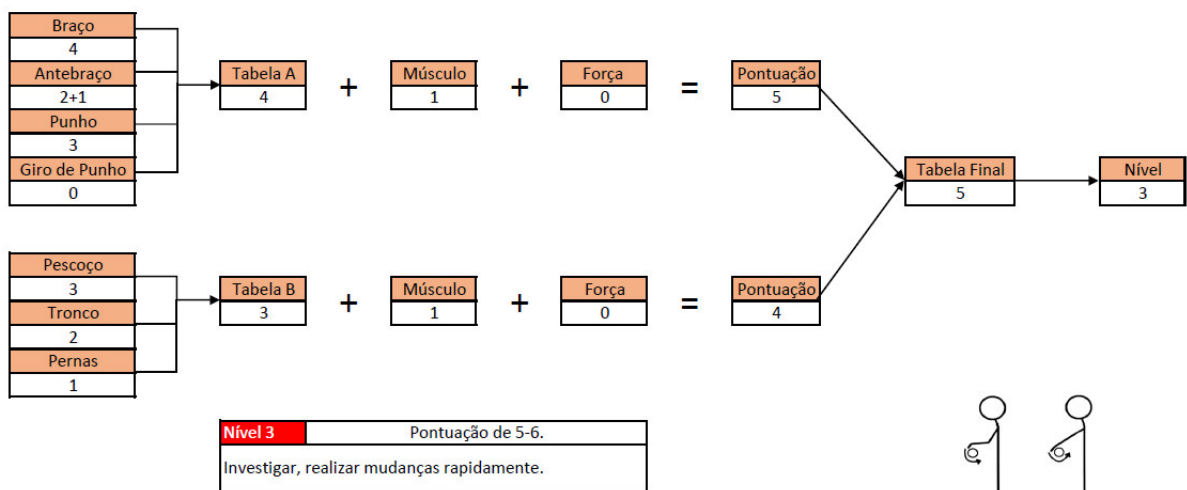 Braço
4
Antebraço
2+1
Punho
3
Giro de Punho
0
Tabela A
4
+
Músculo
1
+
Força
0
=
Pontuação
5
Pescoço
3
Tronco
2
Pernas
1
Tabela B
3
+
Músculo
1
+
Força
0
=
Pontuação
4
Tabela Final
5
Nível
3
Nível 3 Pontuação de 5-6.
Investigar, realizar mudanças rapidamente.